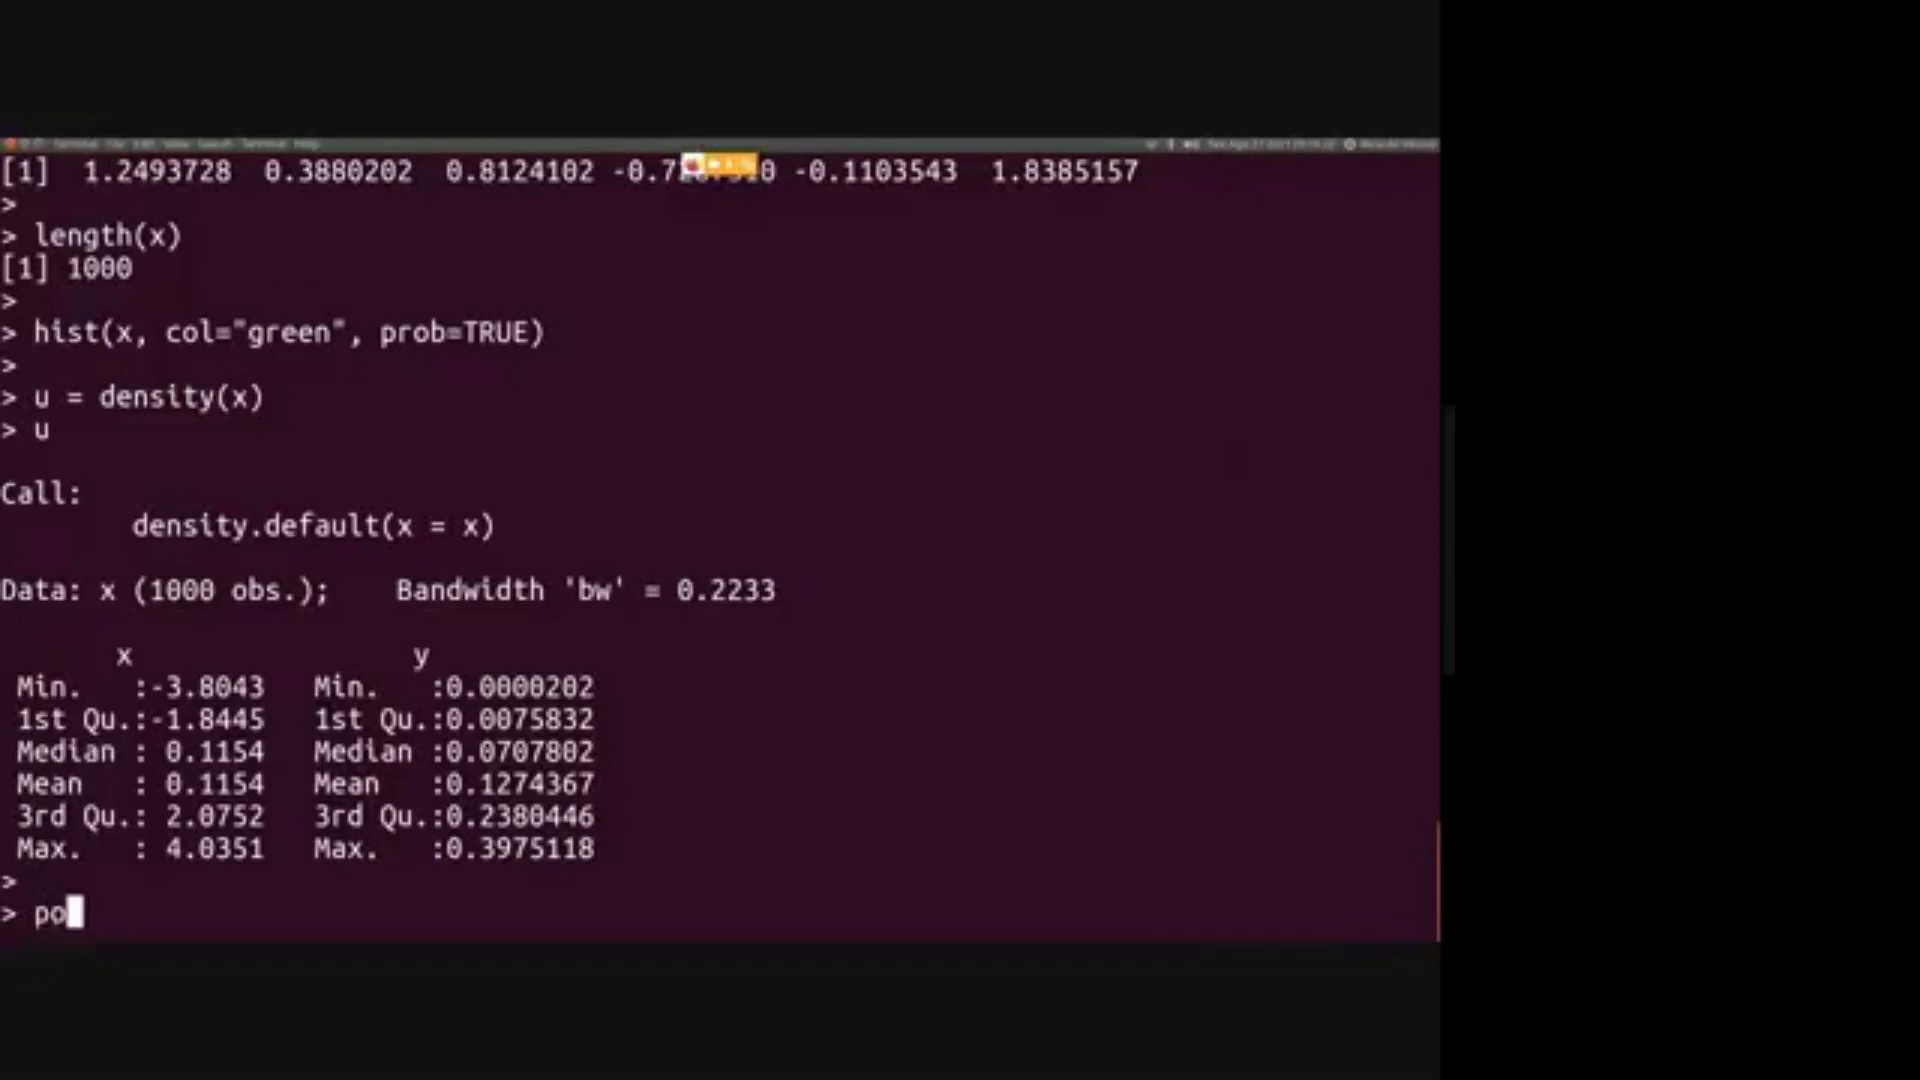 [1] 1.2493728 0.3880202 0.8124102 -0.1103543 1.8385157
>
> length(x)
[1] 1000
>
> hist(x, col="green", prob=TRUE)
>
> u = density(x)
> u
Call:
density.default(x = x)
Data: x (1000 obs.); Bandwidth 'bw' = 0.2233
x y
Min. :-3.8043 Min. :0.0000202
1st Qu.:-1.8445 1st Qu.:0.0075832
Median : 0.1154 Median :0.0707802
Mean : 0.1154 Mean :0.1274367
3rd Qu.: 2.0752 3rd Qu.:0.2380446
Max. : 4.0351 Max. :0.3975118
>
> po